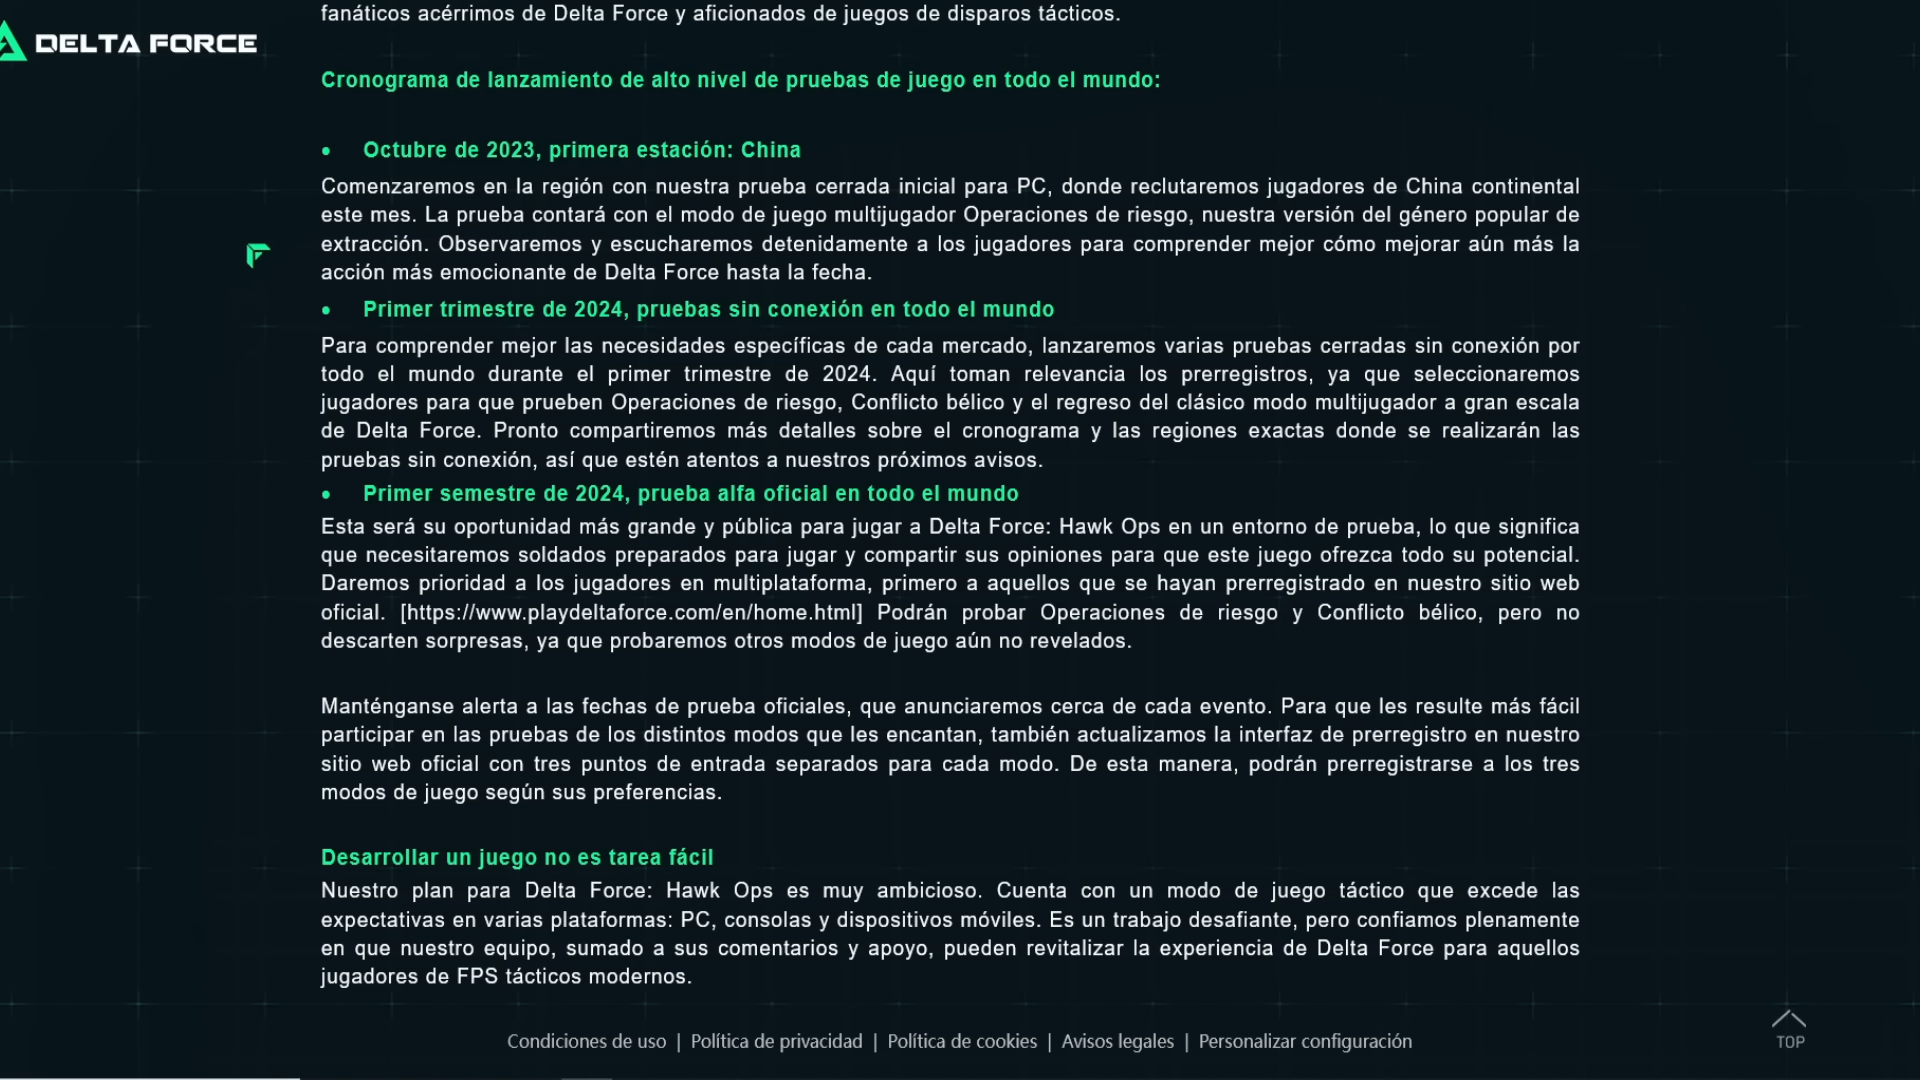 fanáticos acérrimos de Delta Force y aficionados de juegos de disparos tácticos.
DELTA FORCE
Cronograma de lanzamiento de alto nivel de pruebas de juego en todo el mundo:
• Octubre de 2023, primera estación: China
Comenzaremos en la región con nuestra prueba cerrada inicial para PC, donde reclutaremos jugadores de China continental
este mes. La prueba contará con el modo de juego multijugador Operaciones de riesgo, nuestra versión del género popular de
extracción. Observaremos y escucharemos detenidamente a los jugadores para comprender mejor cómo mejorar aún más la
acción más emocionante de Delta Force hasta la fecha.
• Primer trimestre de 2024, pruebas sin conexión en todo el mundo
Para comprender mejor las necesidades específicas de cada mercado, lanzaremos varias pruebas cerradas sin conexión por
todo el mundo durante el primer trimestre de 2024. Aquí toman relevancia los prerregistros, ya que seleccionaremos
jugadores para que prueben Operaciones de riesgo, Conflicto bélico y el regreso del clásico modo multijugador a gran escala
de Delta Force. Pronto compartiremos más detalles sobre el cronograma y las regiones exactas donde se realizarán las
pruebas sin conexión, así que estén atentos a nuestros próximos avisos.
• Primer semestre de 2024, prueba alfa oficial en todo el mundo
Esta será su oportunidad más grande y pública para jugar a Delta Force: Hawk Ops en un entorno de prueba, lo que significa
que necesitaremos soldados preparados para jugar y compartir sus opiniones para que este juego ofrezca todo su potencial.
Daremos prioridad a los jugadores en multiplataforma, primero a aquellos que se hayan prerregistrado en nuestro sitio web
oficial. [https://www.playdeltaforce.com/en/home.html] Podrán probar Operaciones de riesgo y Conflicto bélico, pero no
descarten sorpresas, ya que probaremos otros modos de juego aún no revelados.
Manténganse alerta a las fechas de prueba oficiales, que anunciaremos cerca de cada evento. Para que les resulte más fácil
participar en las pruebas de los distintos modos que les encantan, también actualizamos la interfaz de prerregistro en nuestro
sitio web oficial con tres puntos de entrada separados para cada modo. De esta manera, podrán prerregistrarse a los tres
modos de juego según sus preferencias.
Desarrollar un juego no es tarea fácil
Nuestro plan para Delta Force: Hawk Ops es muy ambicioso. Cuenta con un modo de juego táctico que excede las
expectativas en varias plataformas: PC, consolas y dispositivos móviles. Es un trabajo desafiante, pero confiamos plenamente
en que nuestro equipo, sumado a sus comentarios y apoyo, pueden revitalizar la experiencia de Delta Force para aquellos
jugadores de FPS tácticos modernos.
Condiciones de uso | Política de privacidad | Política de cookies | Avisos legales | Personalizar configuración
TOP